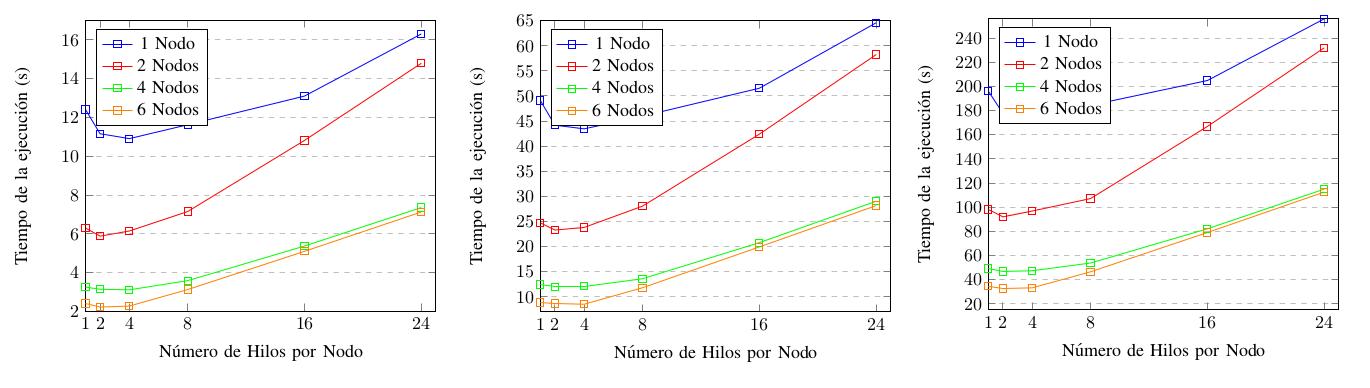 Tiempo de la ejecución (s)
16
14
12
10
8
6
4
2
1 Nodo
2 Nodos
4 Nodos
6 Nodos
1 2 4 8 16 24
Número de Hilos por Nodo
Tiempo de la ejecución (s)
65
60
55
50
45
40
35
30
25
20
15
10
1 Nodo
2 Nodos
4 Nodos
6 Nodos
1 2 4 8 16 24
Número de Hilos por Nodo
Tiempo de la ejecución (s)
240
220
200
180
160
140
120
100
80
60
40
20
1 Nodo
2 Nodos
4 Nodos
6 Nodos
1 2 4 8 16 24
Número de Hilos por Nodo